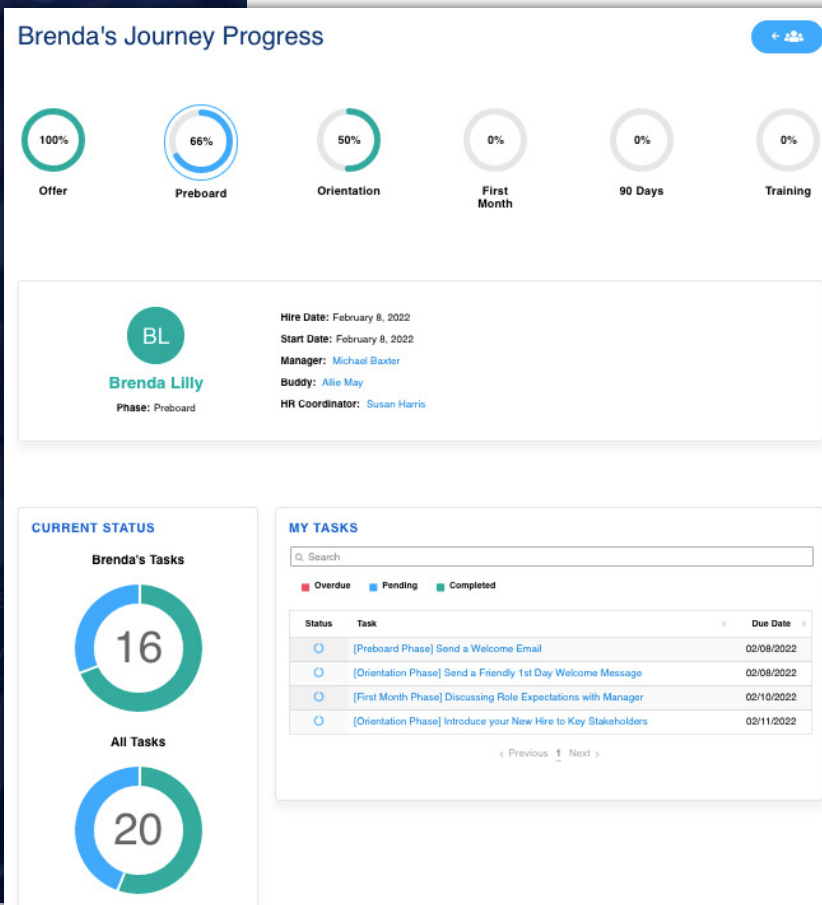 Brenda's Journey Progress
100%
66%
50%
0%
0%
0%
Offer
Preboard
Orientation
First
Month
90 Days
Training
BL
Brenda Lilly
Phase: Preboard
Hire Date: February 8, 2022
Start Date: February 8, 2022
Manager: Michael Baxter
Buddy: Allie May
HR Coordinator: Susan Harris
CURRENT STATUS
Brenda's Tasks
16
All Tasks
20
MY TASKS
Search
Overdue Pending Completed
Status Task Due Date
[Preboard Phase] Send a Welcome Email 02/08/2022
[Orientation Phase] Send a Friendly 1st Day Welcome Message 02/08/2022
[First Month Phase] Discussing Role Expectations with Manager 02/10/2022
[Orientation Phase] Introduce your New Hire to Key Stakeholders 02/11/2022
‹ Previous 1 Next ›